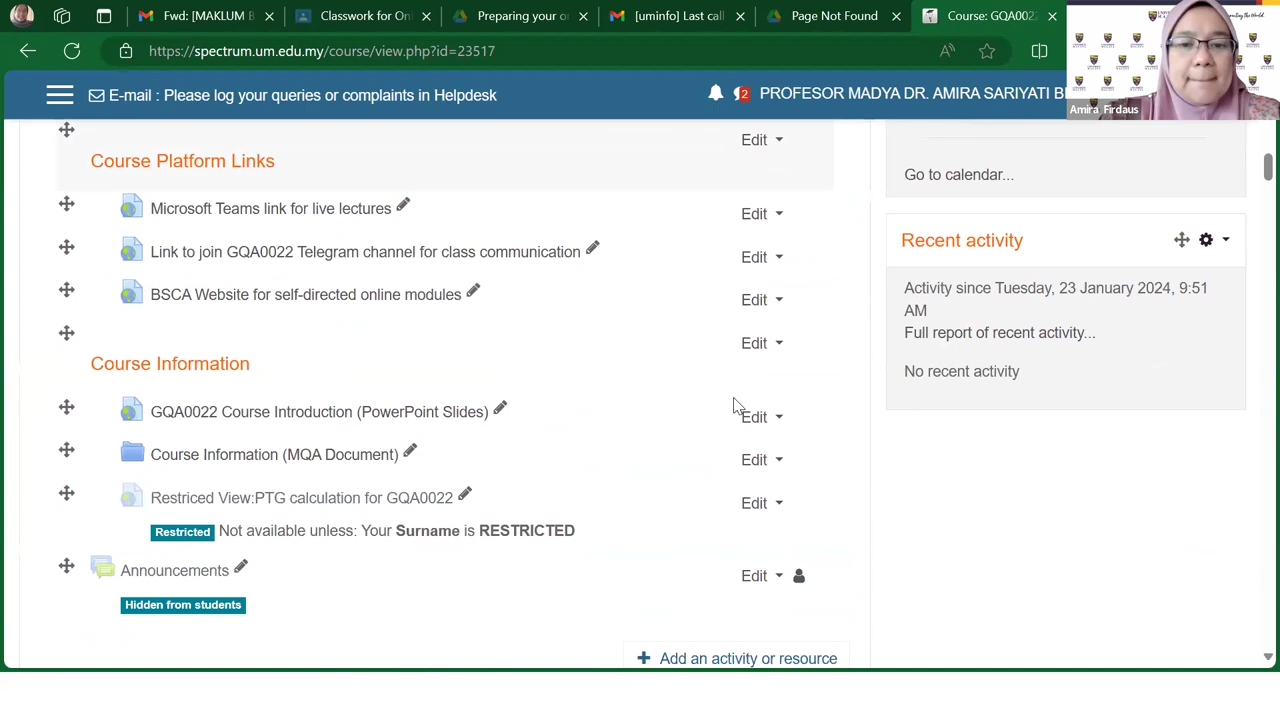 Fwd: [MAKLUM B
Classwork for Onl
Preparing your o
[uminfo] Last call
Page Not Found
Course: GQA0022
https://spectrum.um.edu.my/course/view.php?id=23517
E-mail : Please log your queries or complaints in Helpdesk
2
PROFESOR MADYA DR. AMIRA SARIYATI B
Amira Firdaus
Edit
Course Platform Links
Go to calendar...
Microsoft Teams link for live lectures
Edit
Link to join GQA0022 Telegram channel for class communication
Edit
Recent activity
BSCA Website for self-directed online modules
Edit
Activity since Tuesday, 23 January 2024, 9:51
AM
Full report of recent activity...
Edit
Course Information
No recent activity
GQA0022 Course Introduction (PowerPoint Slides)
Edit
Course Information (MQA Document)
Edit
Restriced View:PTG calculation for GQA0022
Edit
Restricted Not available unless: Your Surname is RESTRICTED
Announcements
Edit
Hidden from students
Add an activity or resource